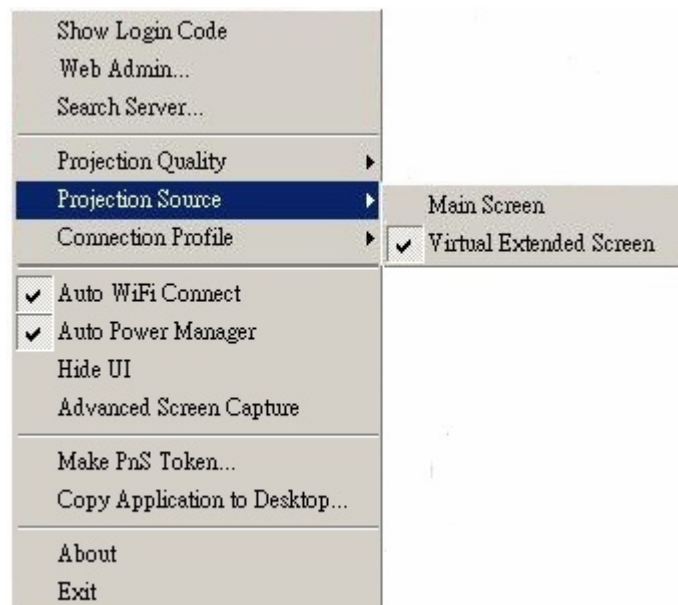 Show Login Code
Web Admin...
Search Server...
Projection Quality
Projection Source
Connection Profile
Main Screen
Virtual Extended Screen
Auto WiFi Connect
Auto Power Manager
Hide UI
Advanced Screen Capture
Make PnS Token...
Copy Application to Desktop...
About
Exit